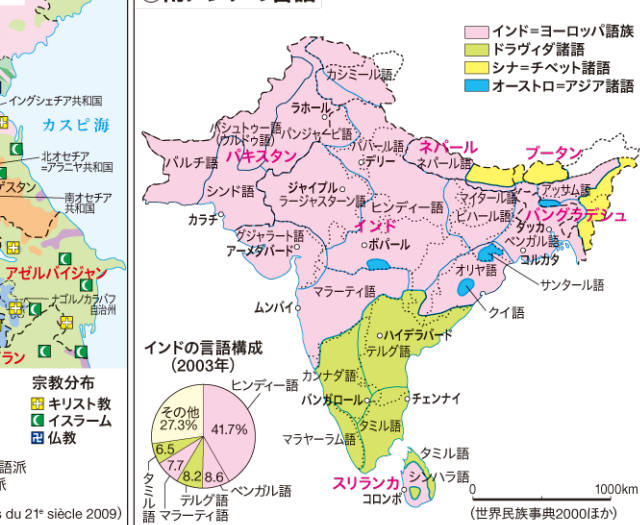 インド=ヨーロッパ語族
ドラヴィダ諸語
シナ=チベット諸語
オーストロ=アジア諸語
イングシェチア共和国
カスピ海
北オセチア
=アラニヤ共和国
南オセチア
共和国
アゼルバイジャン
ナゴルノカラバフ
自治州
宗教分布
キリスト教
イスラーム
仏教
du 21e siècle 2009)
カシミール語
ラホール
パシュトゥー語
(ウルドゥ語)
パンジャービ語
パキスタン
バルチ語
パハール語
デリー
ネパール
ネパール語
ブータン
シンド語
ジャイプル
ラージャスターン語
ヒンディー語
マイタール語
ビハール語
アッサム語
バングラデシュ
カラチ
インド
ダッカ
ベンガル語
グジャラート語
アーメダバード
ボパール
コルカタ
オリヤ語
サンタール語
マラーティ語
ムンバイ
クイ語
ハイデラバード
テルグ語
カンナダ語
バンガロール
チェンナイ
タミル語
マラヤーラム語
タミル語
スリランカ
シンハラ語
コロンボ
インドの言語構成
(2003年)
ヒンディー語
その他
27.3%
41.7%
6.5
7.7
8.2
8.6
ベンガル語
テルグ語
マラーティ語
タミル語
0
1000km
(世界民族事典2000ほか)